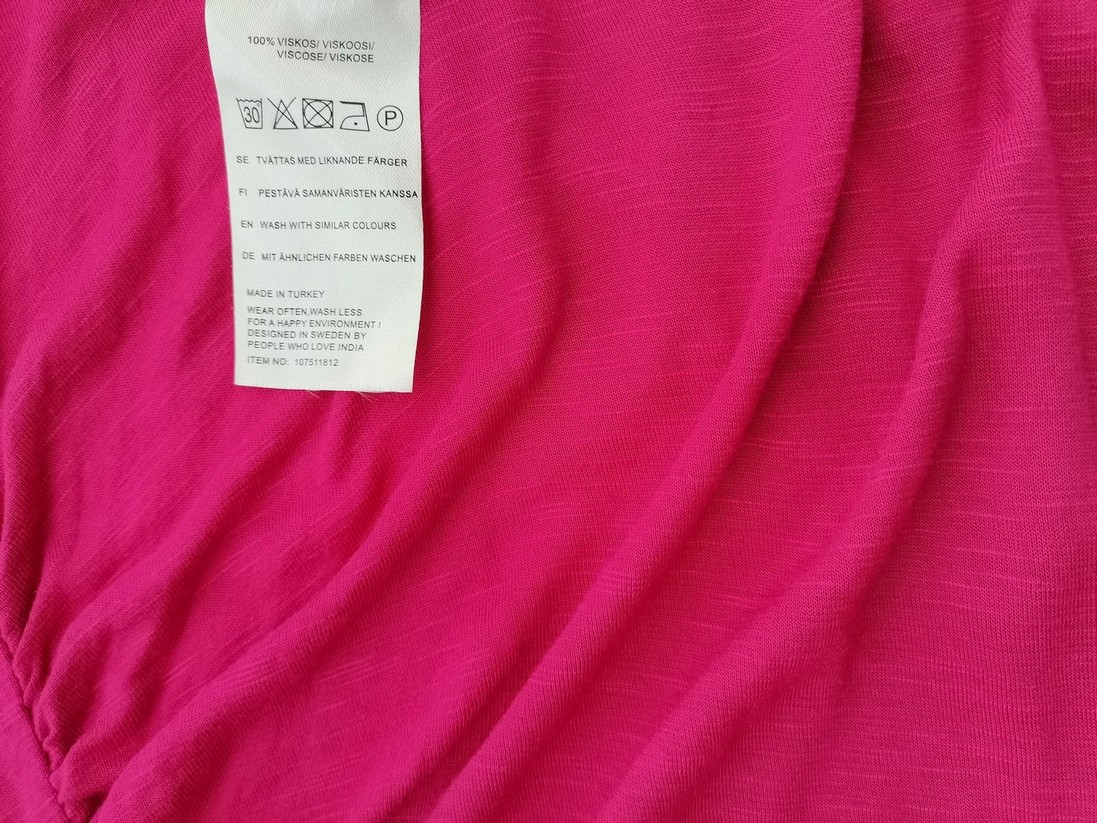 100% VISKOS/ VISKOOSI/
VISCOSE/ VISKOSE
30 P
SE TVÄTTAS MED LIKNANDE FÄRGER
FI PESTÄVÄ SAMANVÄRISTEN KANSSA
EN WASH WITH SIMILAR COLOURS
DE MIT ÄHNLICHEN FARBEN WASCHEN
MADE IN TURKEY
WEAR OFTEN,WASH LESS
FOR A HAPPY ENVIRONMENT !
DESIGNED IN SWEDEN BY
PEOPLE WHO LOVE INDIA
ITEM NO: 107511812